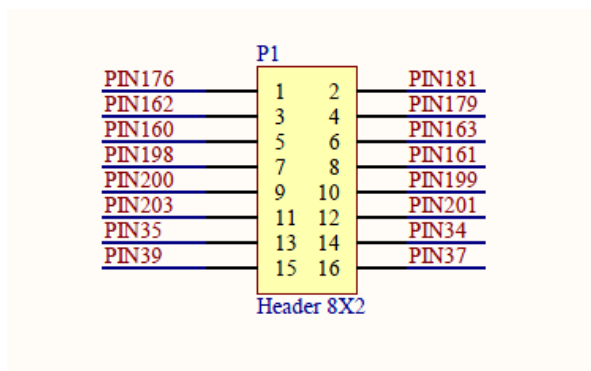 P1
PIN176 1 2 PIN181
PIN162 3 4 PIN179
PIN160 5 6 PIN163
PIN198 7 8 PIN161
PIN200 9 10 PIN199
PIN203 11 12 PIN201
PIN35 13 14 PIN34
PIN39 15 16 PIN37
Header 8X2